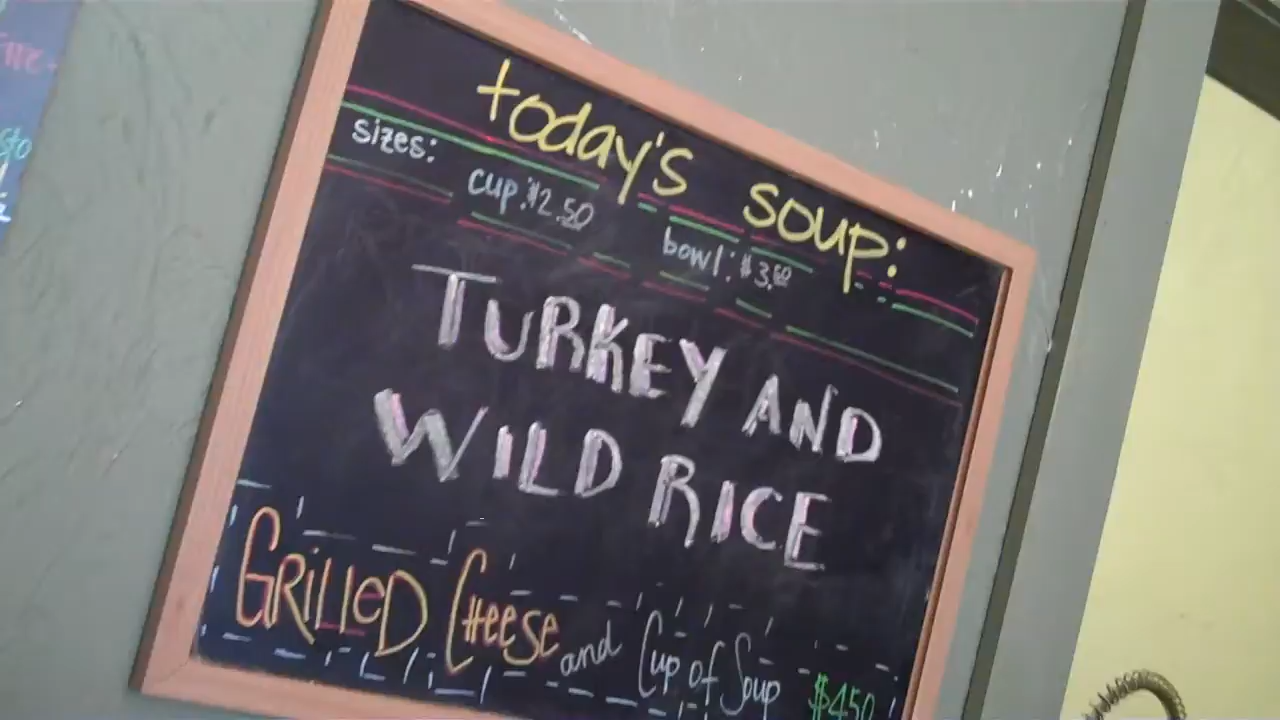 today's soup:
sizes: cup: $2.50 bowl: $3.50
TURKEY AND
WILD RICE
GRILLED CHEESE and Cup of Soup $450